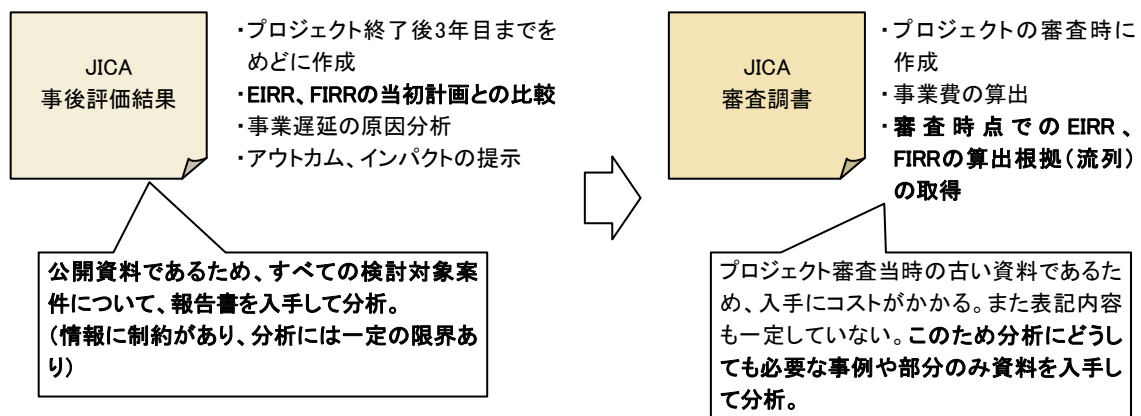 JICA
事後評価結果
・プロジェクト終了後3年目までを
めどに作成
・EIRR、FIRRの当初計画との比較
・事業遅延の原因分析
・アウトカム、インパクトの提示
公開資料であるため、すべての検討対象案
件について、報告書を入手して分析。
(情報に制約があり、分析には一定の限界あ
り)
JICA
審査調書
・プロジェクトの審査時に
作成
・事業費の算出
・審査時点でのEIRR、
FIRRの算出根拠(流列)
の取得
プロジェクト審査当時の古い資料であるた
め、入手にコストがかかる。また表記内容
も一定していない。このため分析にどうし
ても必要な事例や部分のみ資料を入手し
て分析。